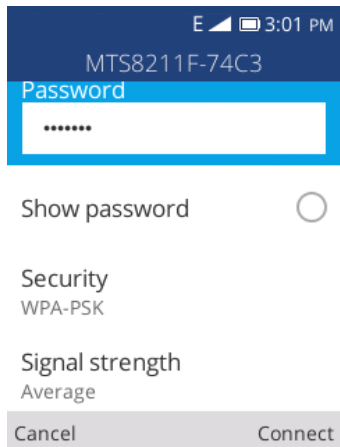 E 3:01 PM
MTS8211F-74C3
Password
•••••••
Show password
Security
WPA-PSK
Signal strength
Average
Cancel Connect